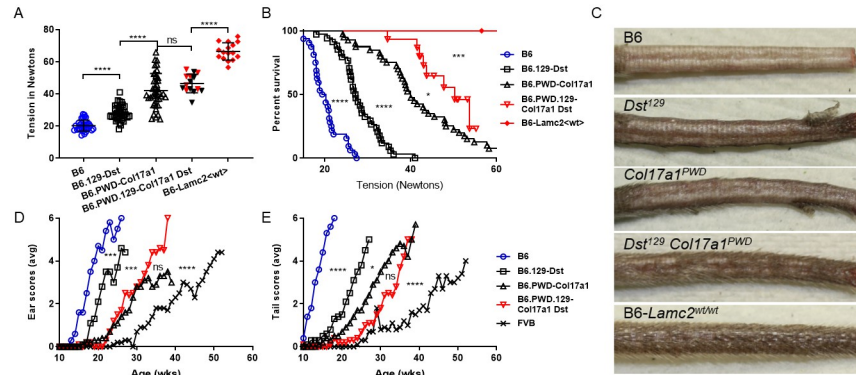 A
B
C
Tension in Newtons
80
60
40
20
0
****
****
ns
****
B6
B6.129-Dst
B6.PWD-Col17a1
B6.PWD.129-Col17a1 Dst
B6-Lamc2<wt>
Percent survival
100
50
0
20
30
40
50
60
Tension (Newtons)
****
****
*
***
B6
B6.129-Dst
B6.PWD-Col17a1
B6.PWD.129-
Col17a1 Dst
B6-Lamc2<wt>
B6
Dst129
Col17a1PWD
Dst129 Col17a1PWD
B6-Lamc2wt/wt
D
E
Ear scores (avg)
6
4
2
0
10
20
30
40
50
60
Age (wks)
***
***
ns
****
Tail scores (avg)
6
4
2
0
10
20
30
40
50
60
Age (wks)
****
*
ns
****
B6
B6.129-Dst
B6.PWD-Col17a1
B6.PWD.129-
Col17a1 Dst
FVB